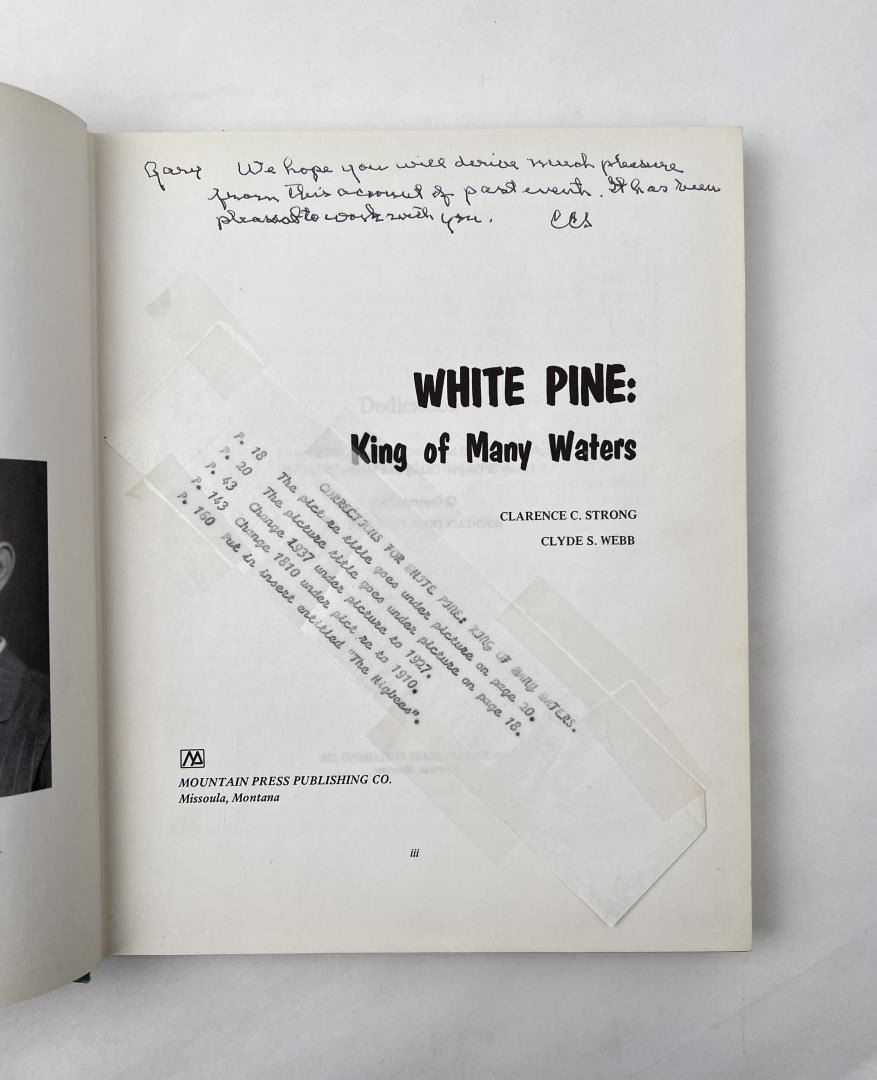 Gary We hope you will derive much pleasure
from this account of past events. It has been
pleasant to work with you. CCS
WHITE PINE:
King of Many Waters
CLARENCE C. STRONG
CLYDE S. WEBB
CORRECTIONS FOR WHITE PINE: KING OF MANY WATERS.
P. 18 The picture title goes under picture on page 20.
P. 20 The picture title goes under picture on page 18.
P. 43 Change 1937 under picture to 1927.
P. 143 Change 1810 under pict re to 1910.
P. 160 Put in insert entitled "The Higbees".
MOUNTAIN PRESS PUBLISHING CO.
Missoula, Montana
iii